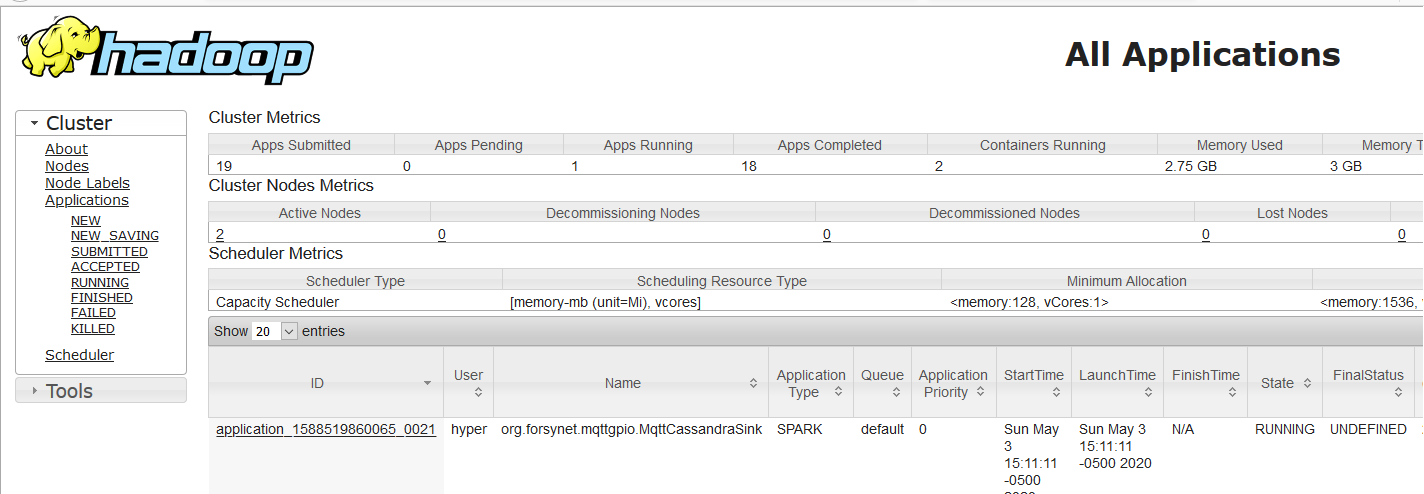 hadoop
All Applications
Cluster
About
Nodes
Node Labels
Applications
NEW
NEW_SAVING
SUBMITTED
ACCEPTED
RUNNING
FINISHED
FAILED
KILLED
Scheduler
Tools
Cluster Metrics
Apps Submitted Apps Pending Apps Running Apps Completed Containers Running Memory Used Memory T
19 0 1 18 2 2.75 GB 3 GB
Cluster Nodes Metrics
Active Nodes Decommissioning Nodes Decommissioned Nodes Lost Nodes
2 0 0 0 0
Scheduler Metrics
Scheduler Type Scheduling Resource Type Minimum Allocation
Capacity Scheduler [memory-mb (unit=Mi), vcores] <memory:128, vCores:1> <memory:1536,
Show 20 entries
ID User Name Application Type Queue Application Priority StartTime LaunchTime FinishTime State FinalStatus
application_1588519860065_0021 hyper org.forsynet.mqttgpio.MqttCassandraSink SPARK default 0 Sun May 3 15:11:11 -0500 2020 Sun May 3 15:11:11 -0500 2020 N/A RUNNING UNDEFINED